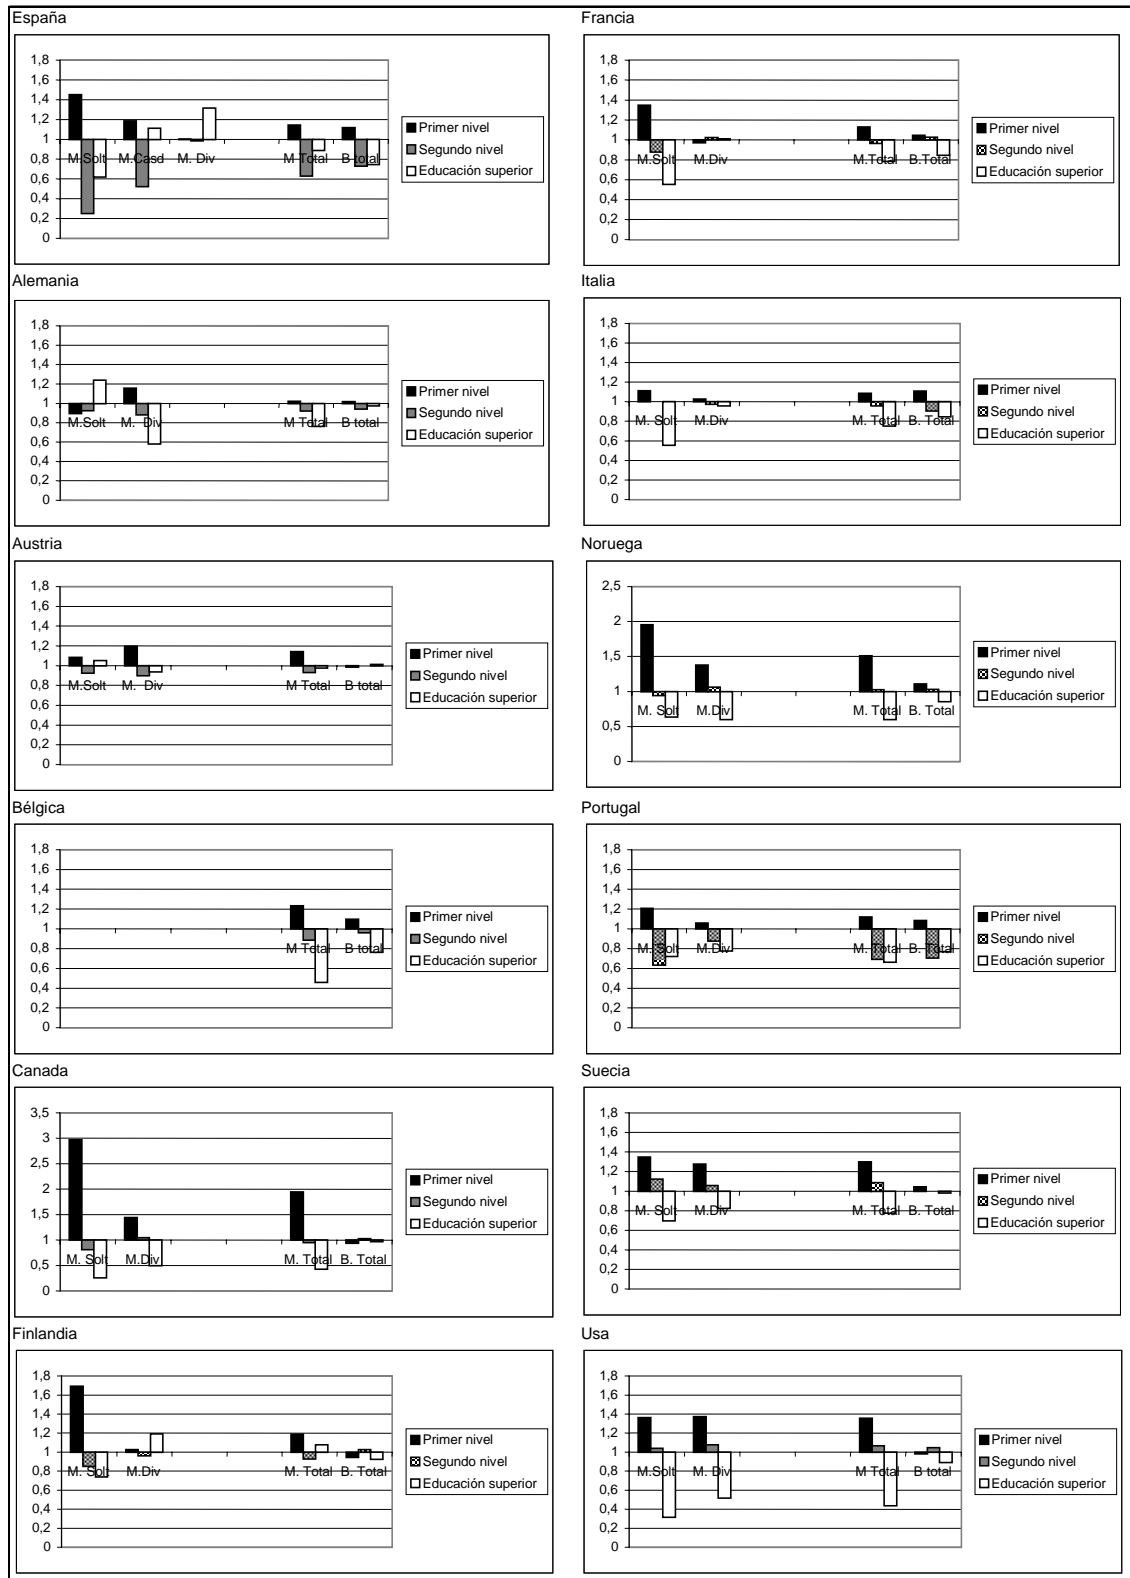 España
1,8
1,6
1,4
1,2
1
0,8
0,6
0,4
0,2
0
M.Solt M.Casd M. Div M Total B total
Primer nivel
Segundo nivel
Educación superior
Francia
1,8
1,6
1,4
1,2
1
0,8
0,6
0,4
0,2
0
M.Solt M.Div M.Total B.Total
Primer nivel
Segundo nivel
Educación superior
Alemania
1,8
1,6
1,4
1,2
1
0,8
0,6
0,4
0,2
0
M.Solt M. Div M Total B total
Primer nivel
Segundo nivel
Educación superior
Italia
1,8
1,6
1,4
1,2
1
0,8
0,6
0,4
0,2
0
M. Solt M.Div M. Total B. Total
Primer nivel
Segundo nivel
Educación superior
Austria
1,8
1,6
1,4
1,2
1
0,8
0,6
0,4
0,2
0
M.Solt M. Div M Total B total
Primer nivel
Segundo nivel
Educación superior
Noruega
2,5
2
1,5
1
0,5
0
M. Solt M.Div M. Total B. Total
Primer nivel
Segundo nivel
Educación superior
Bélgica
1,8
1,6
1,4
1,2
1
0,8
0,6
0,4
0,2
0
M Total B total
Primer nivel
Segundo nivel
Educación superior
Portugal
1,8
1,6
1,4
1,2
1
0,8
0,6
0,4
0,2
0
M. Solt M.Div M. Total B. Total
Primer nivel
Segundo nivel
Educación superior
Canada
3,5
3
2,5
2
1,5
1
0,5
0
M. Solt M.Div M. Total B. Total
Primer nivel
Segundo nivel
Educación superior
Suecia
1,8
1,6
1,4
1,2
1
0,8
0,6
0,4
0,2
0
M. Solt M.Div M. Total B. Total
Primer nivel
Segundo nivel
Educación superior
Finlandia
1,8
1,6
1,4
1,2
1
0,8
0,6
0,4
0,2
0
M. Solt M.Div M. Total B. Total
Primer nivel
Segundo nivel
Educación superior
Usa
1,8
1,6
1,4
1,2
1
0,8
0,6
0,4
0,2
0
M.Solt M. Div M Total B total
Primer nivel
Segundo nivel
Educación superior